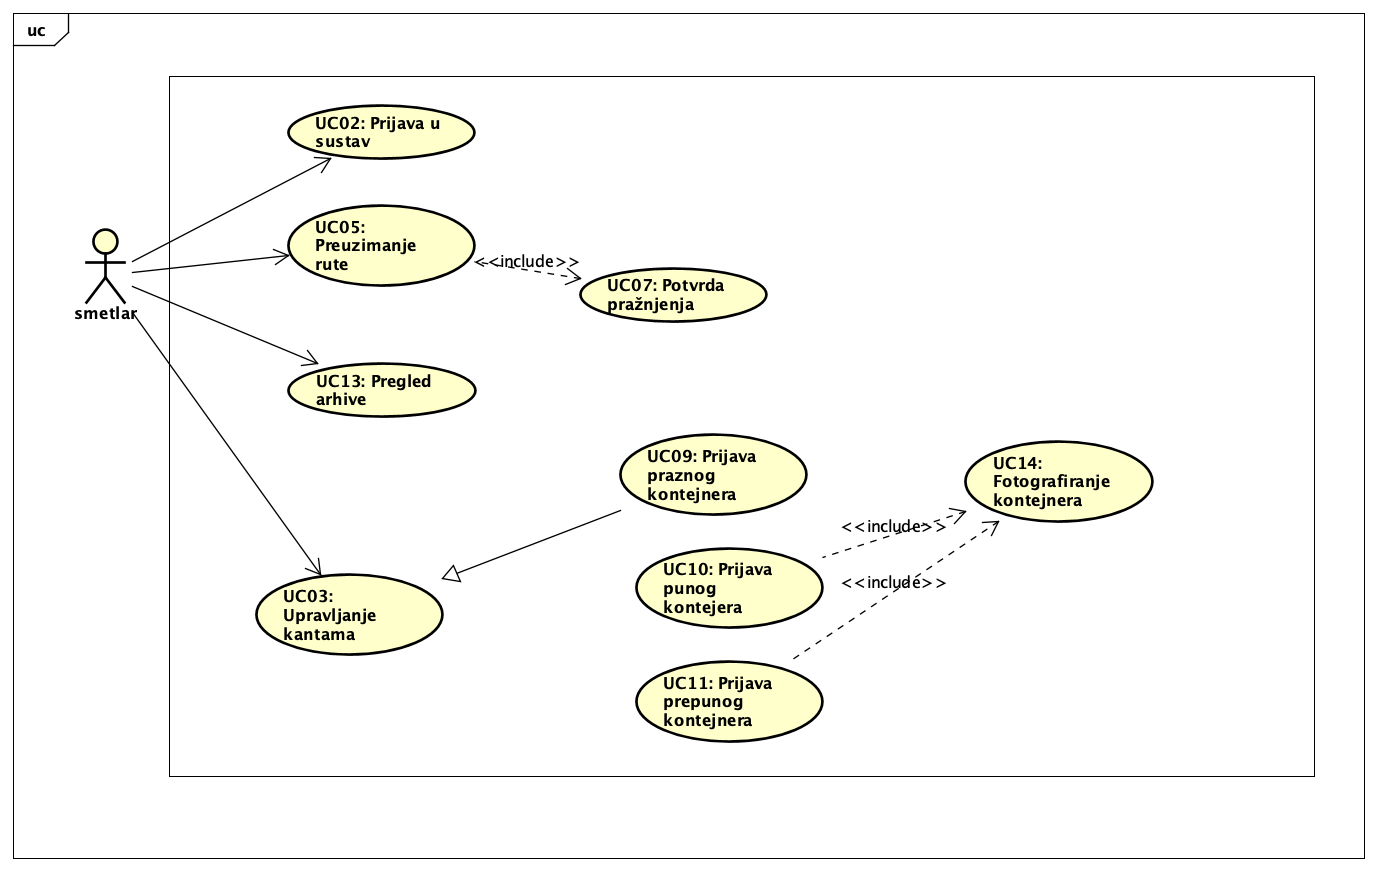 uc
UC02: Prijava u
sustav
UC05:
Preuzimanje
rute
<<include>>
UC07: Potvrda
pražnjenja
smetlar
UC13: Pregled
arhive
UC09: Prijava
praznog
kontejnera
UC14:
Fotografiranje
kontejnera
<<include>>
UC10: Prijava
punog
kontejera
<<include>>
UC03:
Upravljanje
kantama
UC11: Prijava
prepunog
kontejnera